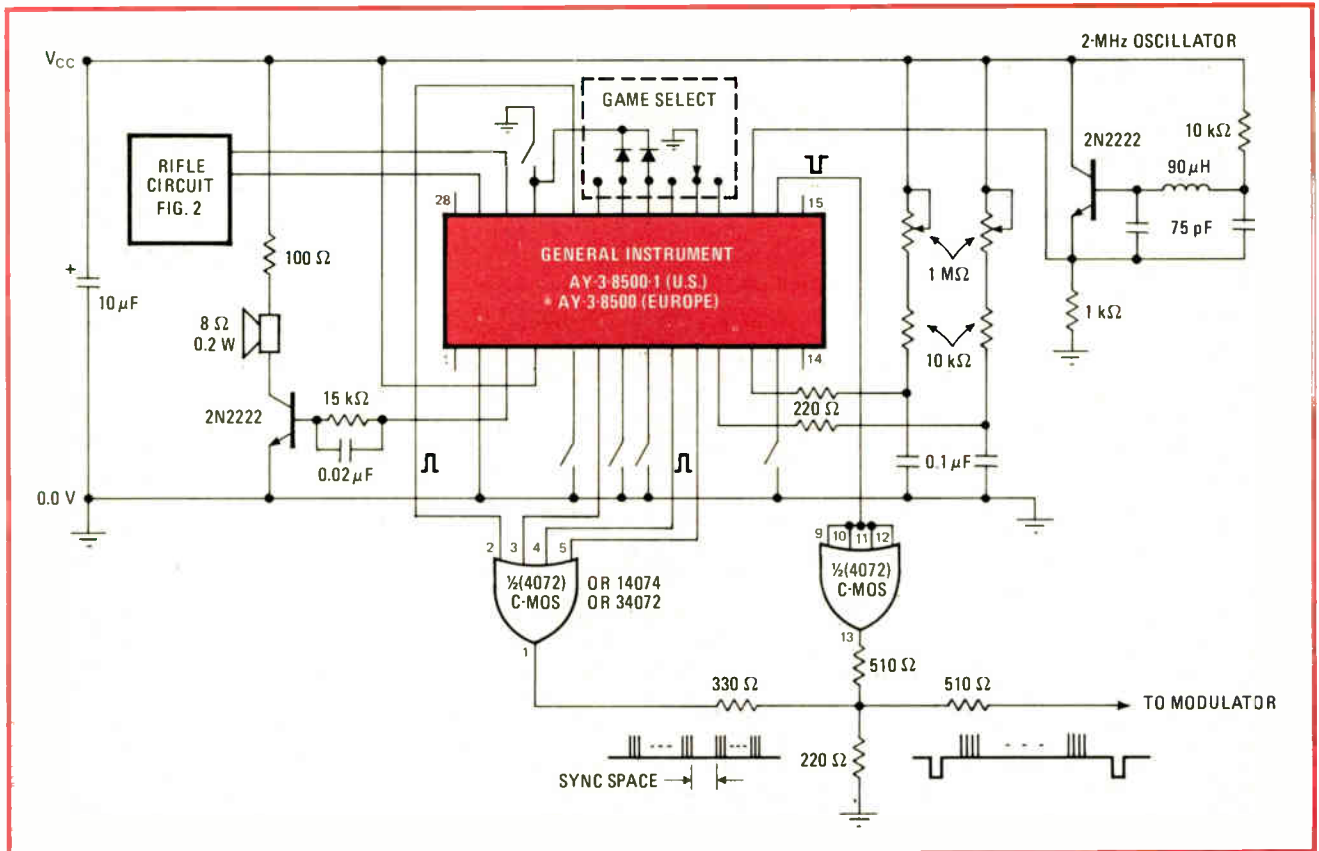 2-MHz OSCILLATOR
VCC
GAME SELECT
10 kΩ
2N2222
90 μH
RIFLE
CIRCUIT
FIG. 2
28
15
75 pF
100 Ω
GENERAL INSTRUMENT
AY-3-8500-1 (U.S.)
* AY-3-8500 (EUROPE)
1 MΩ
+
10 μF
8 Ω
0.2 W
1 kΩ
14
10 kΩ
15 kΩ
220 Ω
2N2222
0.02 μF
0.1 μF
0.0 V
2 3 4 5
9 10 11 12
½(4072)
C-MOS
OR 14074
OR 34072
½(4072)
C-MOS
1
13
510 Ω
330 Ω
510 Ω
TO MODULATOR
220 Ω
SYNC SPACE